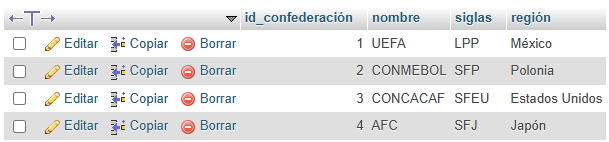 id_confederación nombre siglas región
Editar Copiar Borrar 1 UEFA LPP México
Editar Copiar Borrar 2 CONMEBOL SFP Polonia
Editar Copiar Borrar 3 CONCACAF SFEU Estados Unidos
Editar Copiar Borrar 4 AFC SFJ Japón